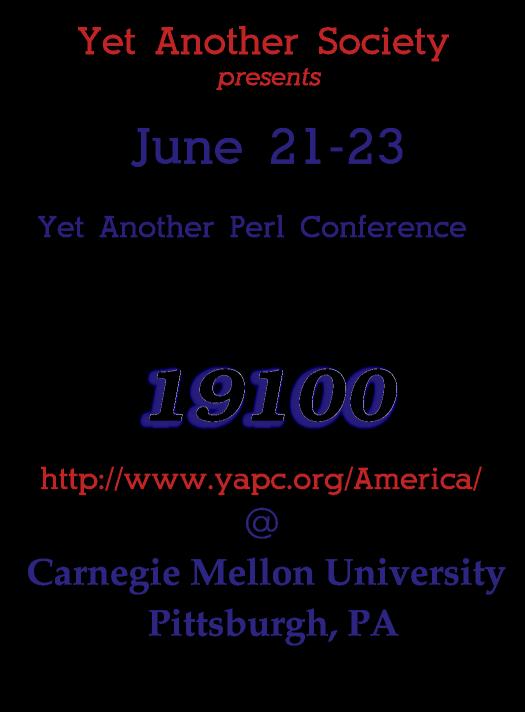 Yet Another Society
presents
June 21-23
Yet Another Perl Conference
19100
http://www.yapc.org/America/
@
Carnegie Mellon University
Pittsburgh, PA